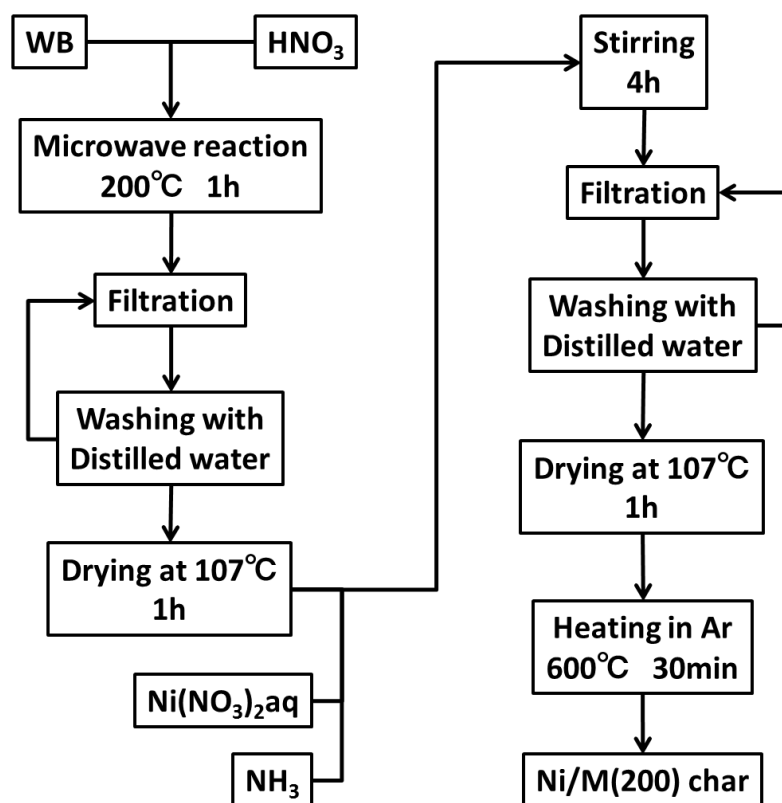 WB
HNO₃
Microwave reaction
200℃ 1h
Filtration
Washing with
Distilled water
Drying at 107℃
1h
Ni(NO₃)₂aq
NH₃
Stirring
4h
Filtration
Washing with
Distilled water
Drying at 107℃
1h
Heating in Ar
600℃ 30min
Ni/M(200) char